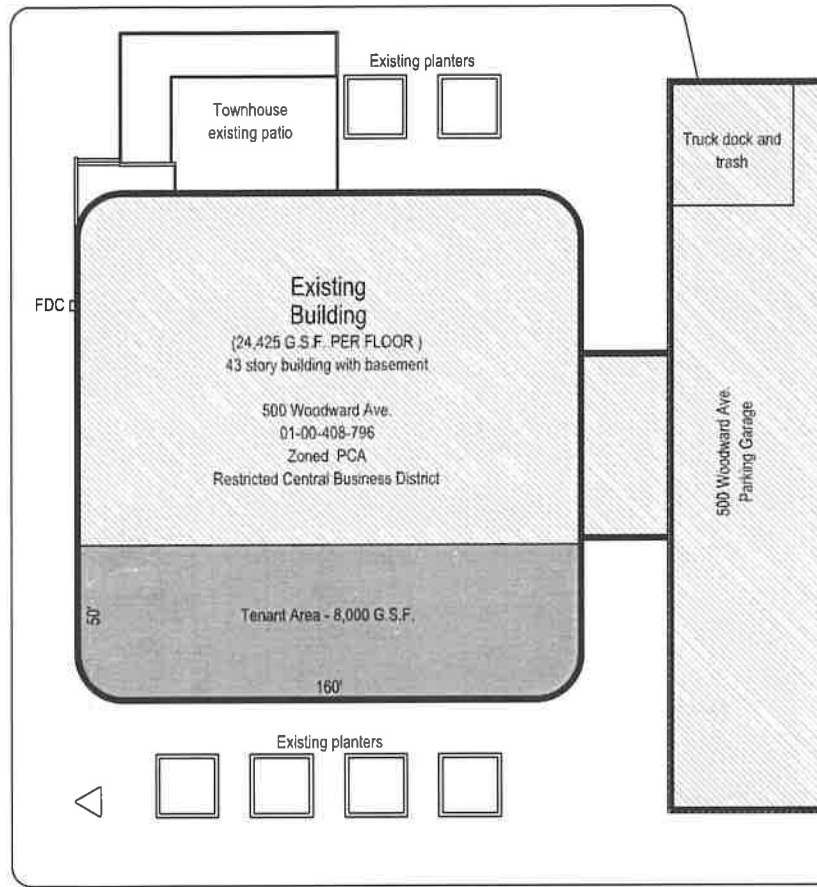 Existing planters
Townhouse
existing patio
Truck dock and
trash
FDC
Existing
Building
(24,425 G.S.F. PER FLOOR )
43 story building with basement
500 Woodward Ave.
01-00-408-796
Zoned PCA
Restricted Central Business District
500 Woodward Ave.
Parking Garage
50'
Tenant Area - 8,000 G.S.F.
160'
Existing planters